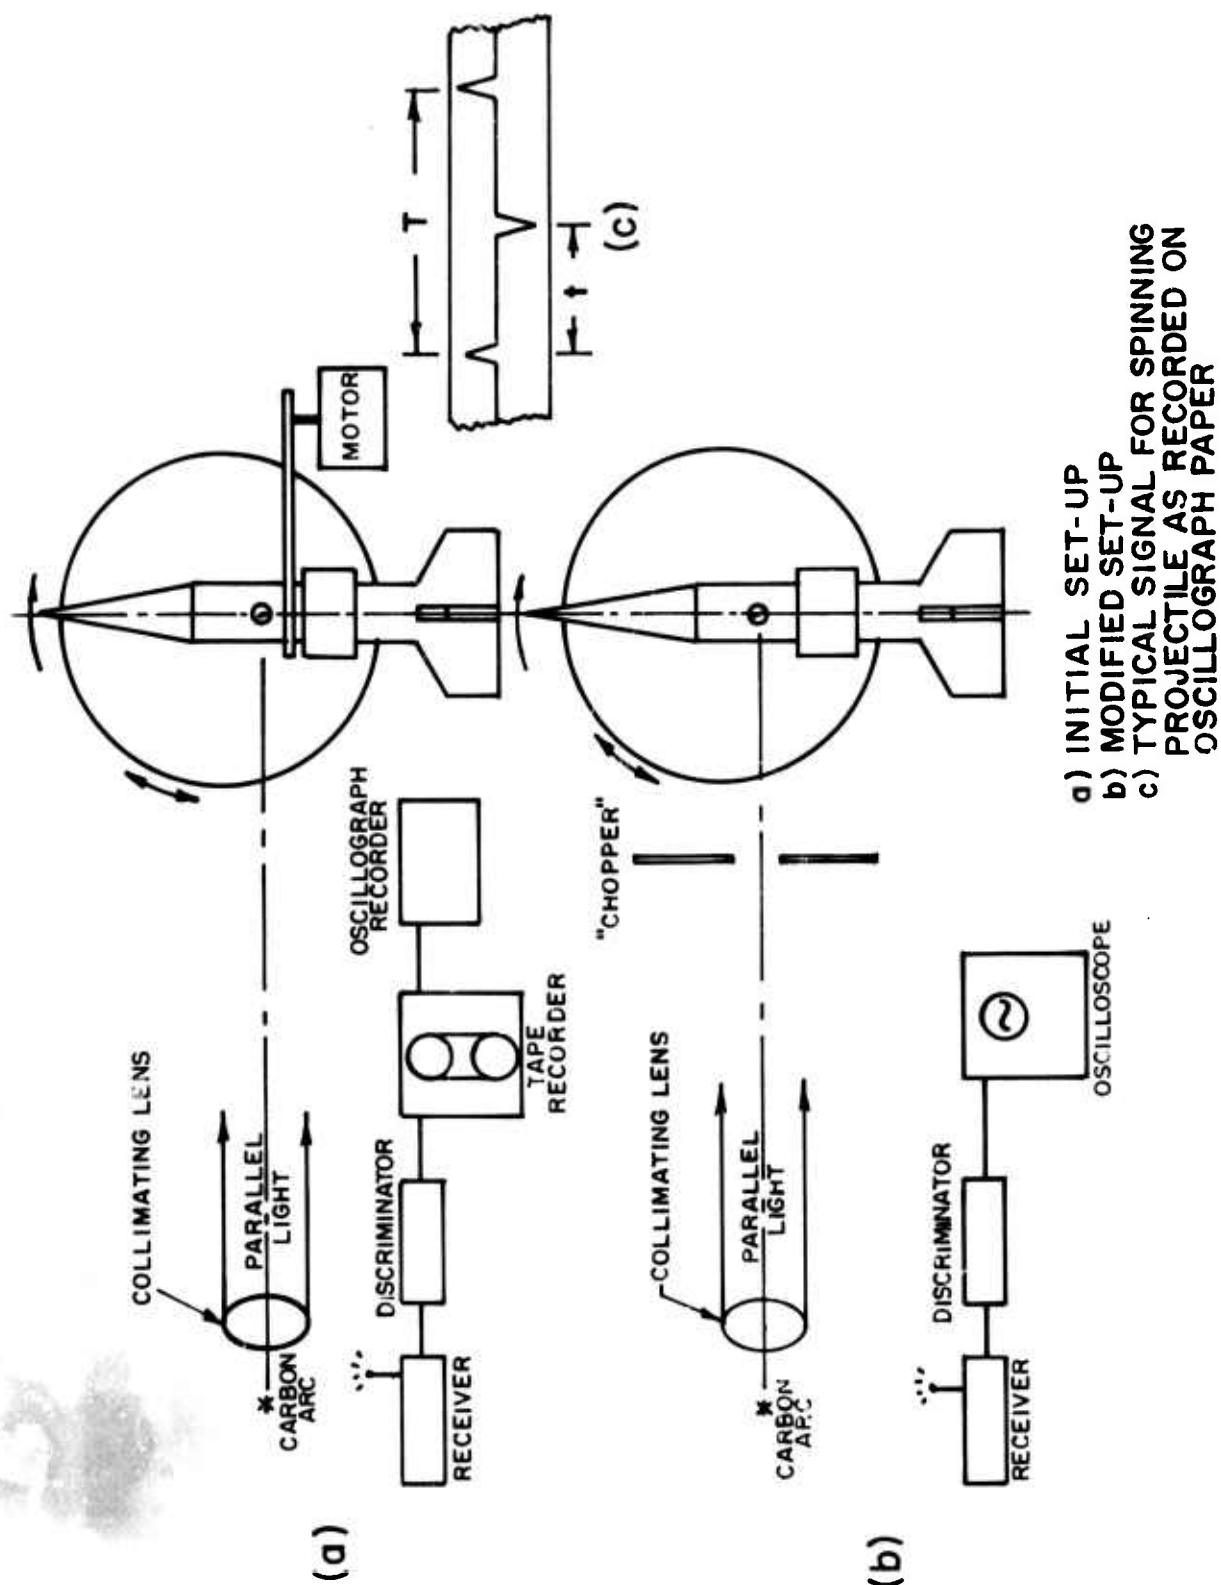 (a)
COLLIMATING LENS
PARALLEL
LIGHT
CARBON
ARC
RECEIVER
DISCRIMINATOR
TAPE
RECORDER
OSCILLOGRAPH
RECORDER
MOTOR
T
t
(c)
(b)
COLLIMATING LENS
PARALLEL
LIGHT
CARBON
ARC
"CHOPPER"
RECEIVER
DISCRIMINATOR
OSCILLOSCOPE
a) INITIAL SET-UP
b) MODIFIED SET-UP
c) TYPICAL SIGNAL FOR SPINNING
PROJECTILE AS RECORDED ON
OSCILLOGRAPH PAPER